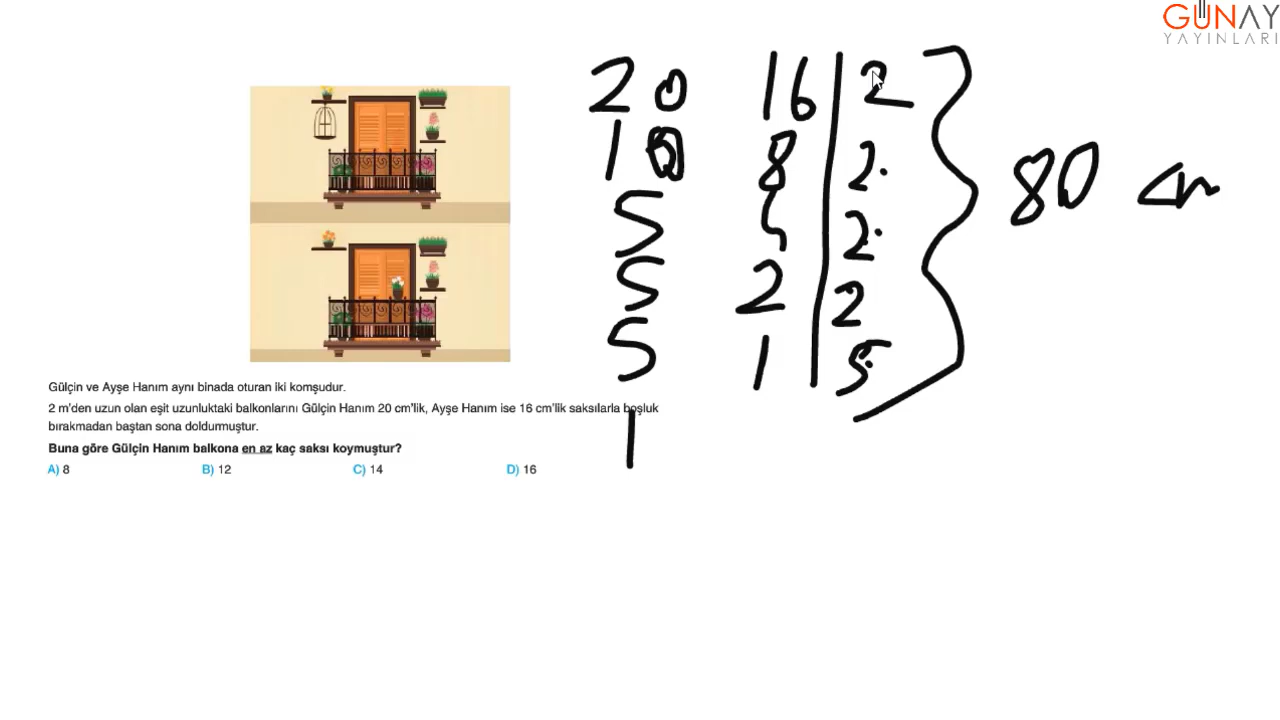 GÜNAY
YAYINLARI
20 16 2
10 8 2
5 4 2
5 2 2
5 1 5
1
80 cm
Gülçin ve Ayşe Hanım aynı binada oturan iki komşudur.
2 m'den uzun olan eşit uzunluktaki balkonlarını Gülçin Hanım 20 cm'lik, Ayşe Hanım ise 16 cm'lik saksılarla boşluk
bırakmadan baştan sona doldurmuştur.
Buna göre Gülçin Hanım balkona en az kaç saksı koymuştur?
A) 8 B) 12 C) 14 D) 16